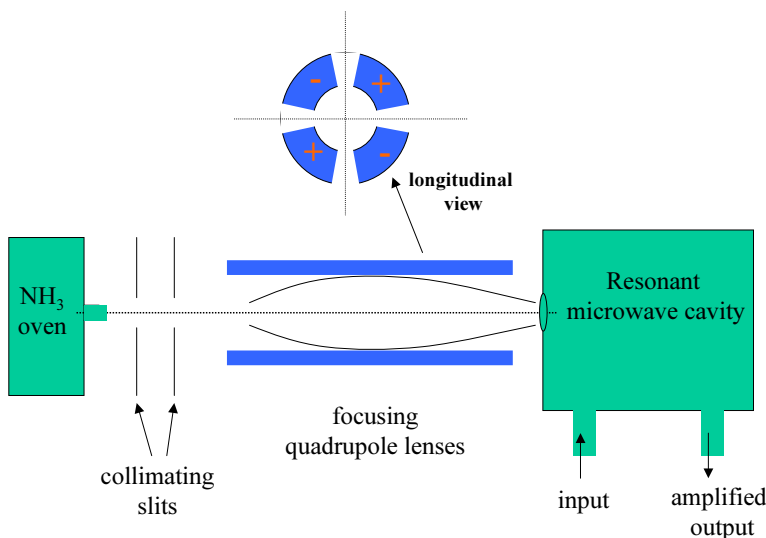 -
+
+
-
longitudinal
view
NH3
oven
Resonant
microwave cavity
focusing
quadrupole lenses
collimating
slits
input
amplified
output